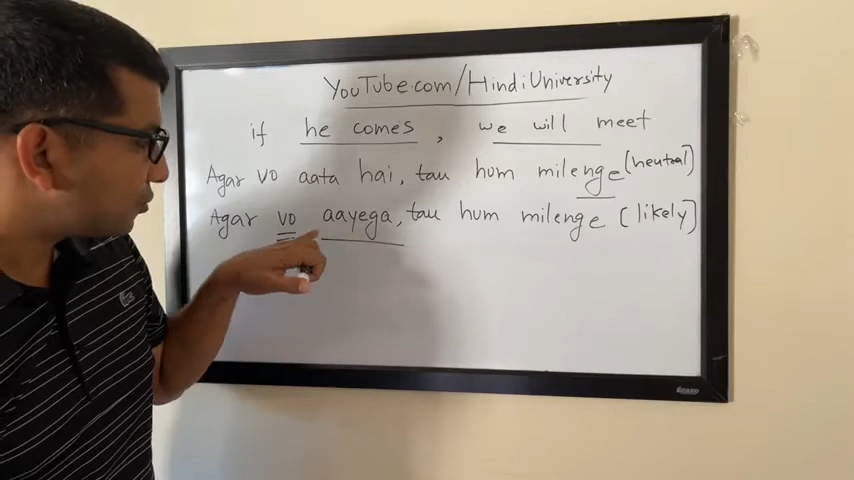 YouTube.com/HindiUniversity
if he comes, we will meet
Agar vo aata hai, tau hum milenge (neutral)
Agar vo aayega, tau hum milenge (likely)
amazon